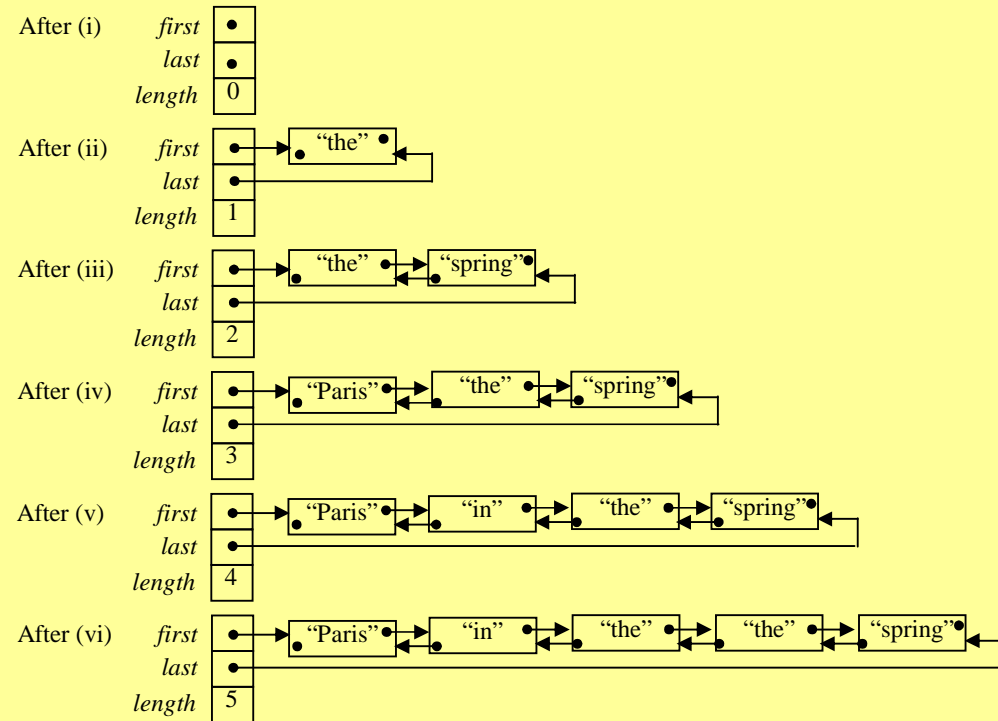 After (i) first
last
length 0
After (ii) first “the”
last
length 1
After (iii) first “the” “spring”
last
length 2
After (iv) first “Paris” “the” “spring”
last
length 3
After (v) first “Paris” “in” “the” “spring”
last
length 4
After (vi) first “Paris” “in” “the” “the” “spring”
last
length 5